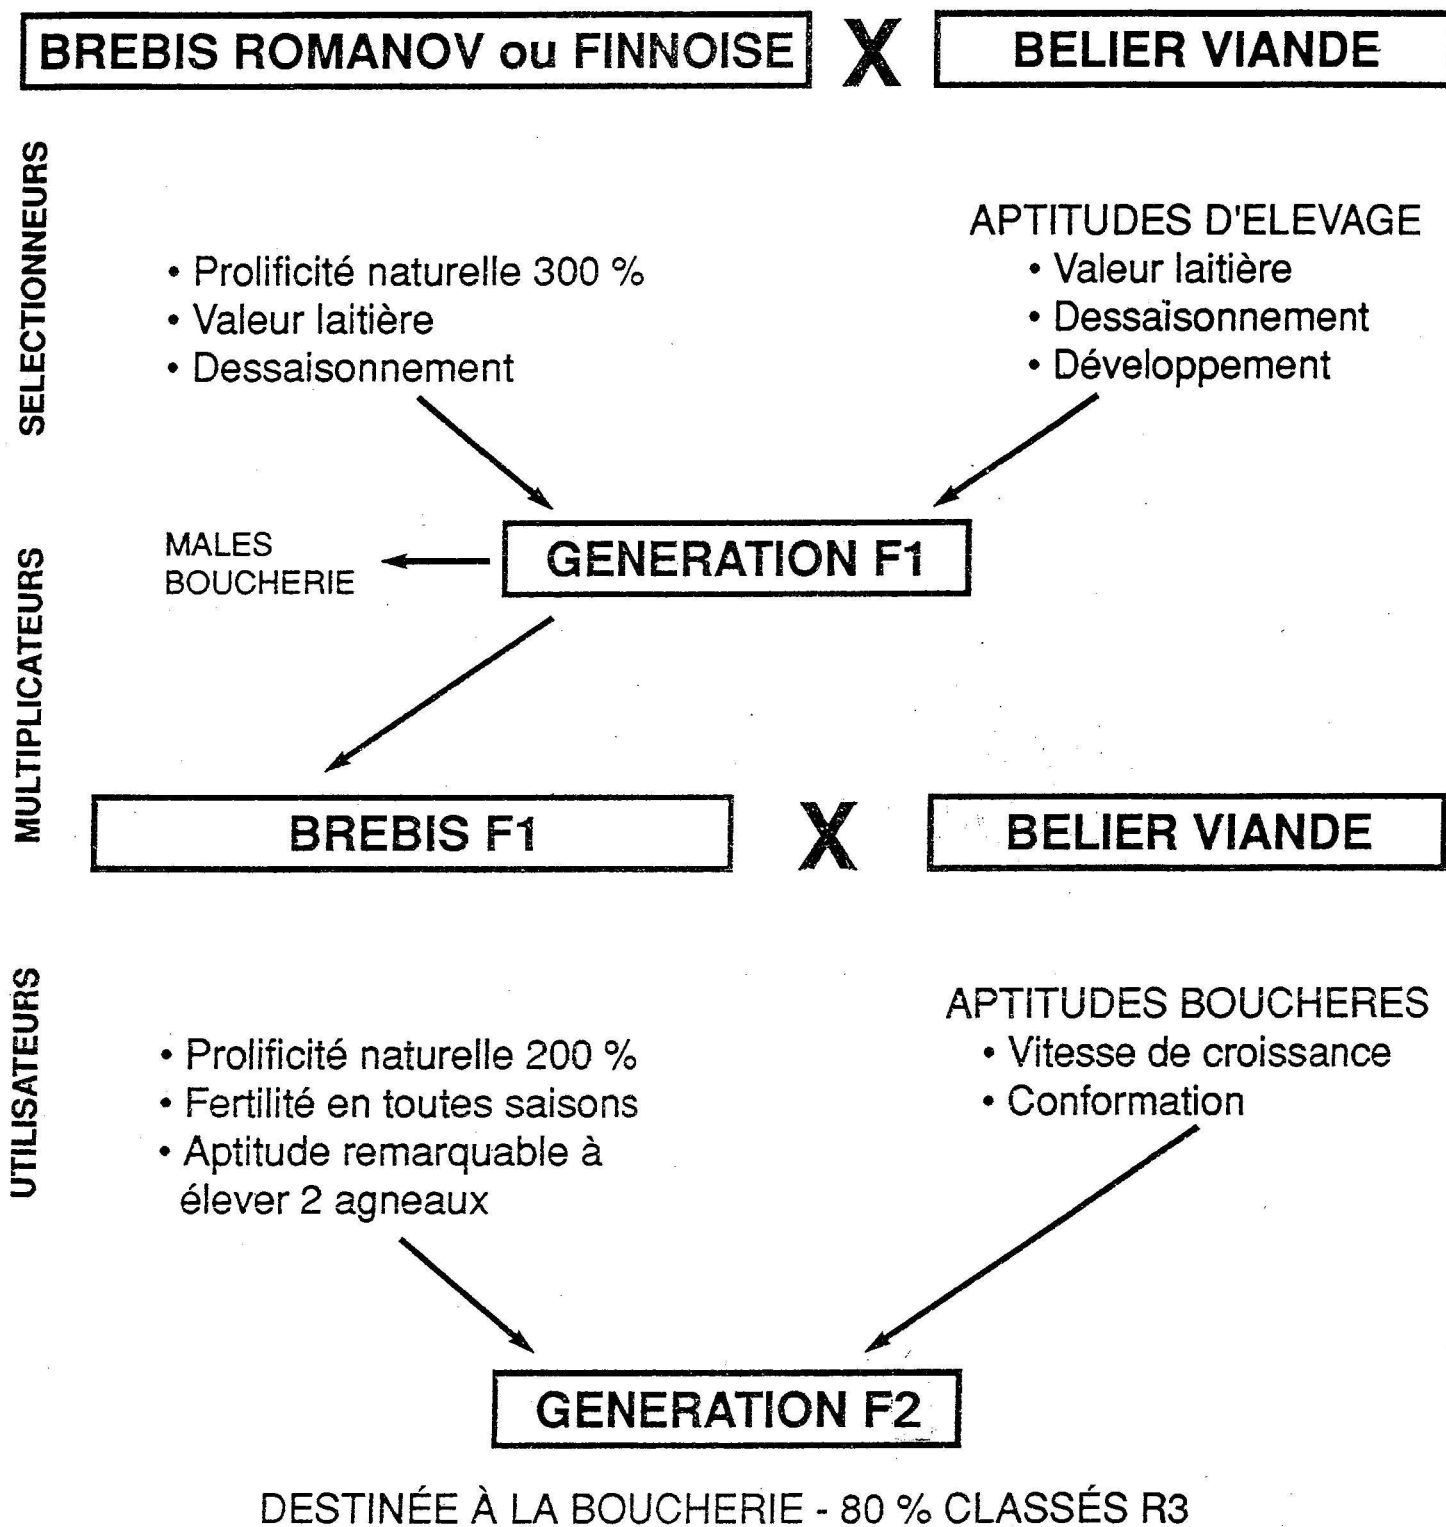 BREBIS ROMANOV ou FINNOISE X BELIER VIANDE
SELECTIONNEURS
• Prolificité naturelle 300 %
• Valeur laitière
• Dessaisonnement
APTITUDES D'ELEVAGE
• Valeur laitière
• Dessaisonnement
• Développement
MULTIPLICATEURS
MALES
BOUCHERIE
GENERATION F1
BREBIS F1 X BELIER VIANDE
UTILISATEURS
• Prolificité naturelle 200 %
• Fertilité en toutes saisons
• Aptitude remarquable à
élever 2 agneaux
APTITUDES BOUCHERES
• Vitesse de croissance
• Conformation
GENERATION F2
DESTINÉE À LA BOUCHERIE - 80 % CLASSÉS R3